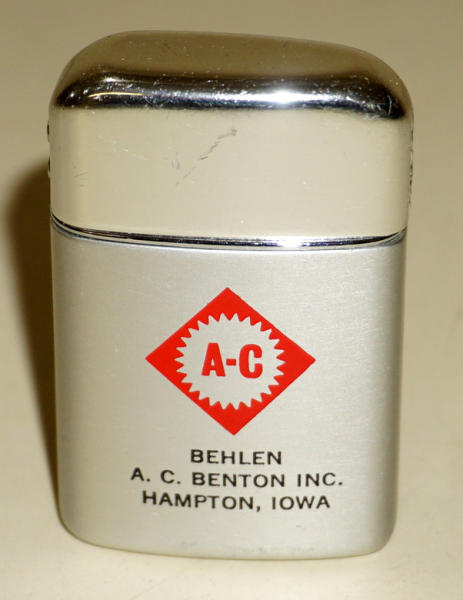 A-C
BEHLEN
A. C. BENTON INC.
HAMPTON, IOWA